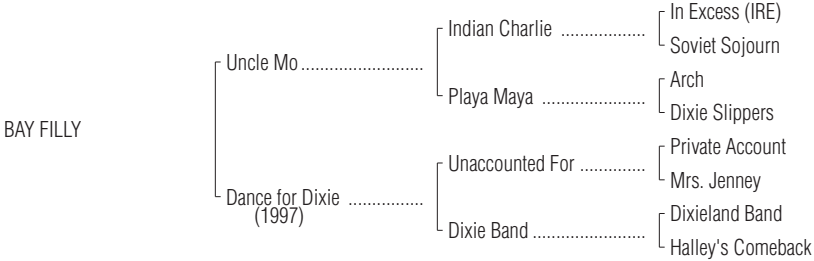 In Excess (IRE)
Indian Charlie ..................
Soviet Sojourn
Uncle Mo ..........................
Arch
Playa Maya ......................
Dixie Slippers
BAY FILLY
Private Account
Unaccounted For ..............
Mrs. Jenney
Dance for Dixie ................
(1997)
Dixieland Band
Dixie Band ........................
Halley's Comeback